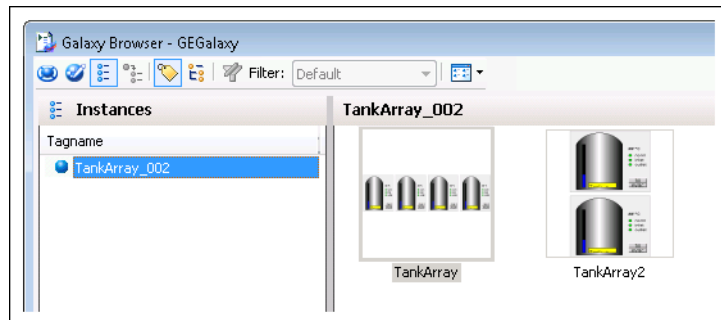 Galaxy Browser - GEGalaxy
Filter: Default
Instances
TankArray_002
Tagname
TankArray_002
TankArray
TankArray2